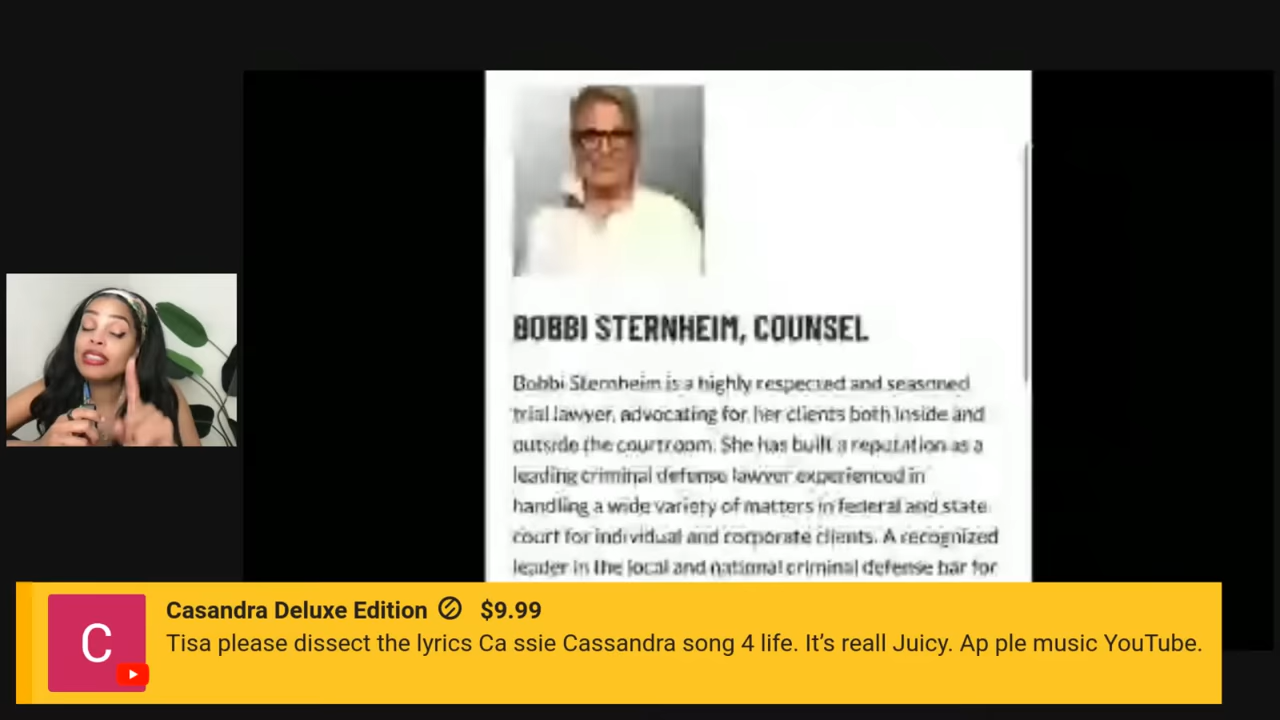 BOBBI STERNHEIM, COUNSEL
Bobbi Sternheim is a highly respected and seasoned
trial lawyer, advocating for her clients both inside and
outside the courtroom. She has built a reputation as a
leading criminal defense lawyer experienced in
handling a wide variety of matters in federal and state
court for individual and corporate clients. A recognized
leader in the local and national criminal defense bar for
Casandra Deluxe Edition $9.99
C
Tisa please dissect the lyrics Ca ssie Cassandra song 4 life. It’s reall Juicy. Ap ple music YouTube.